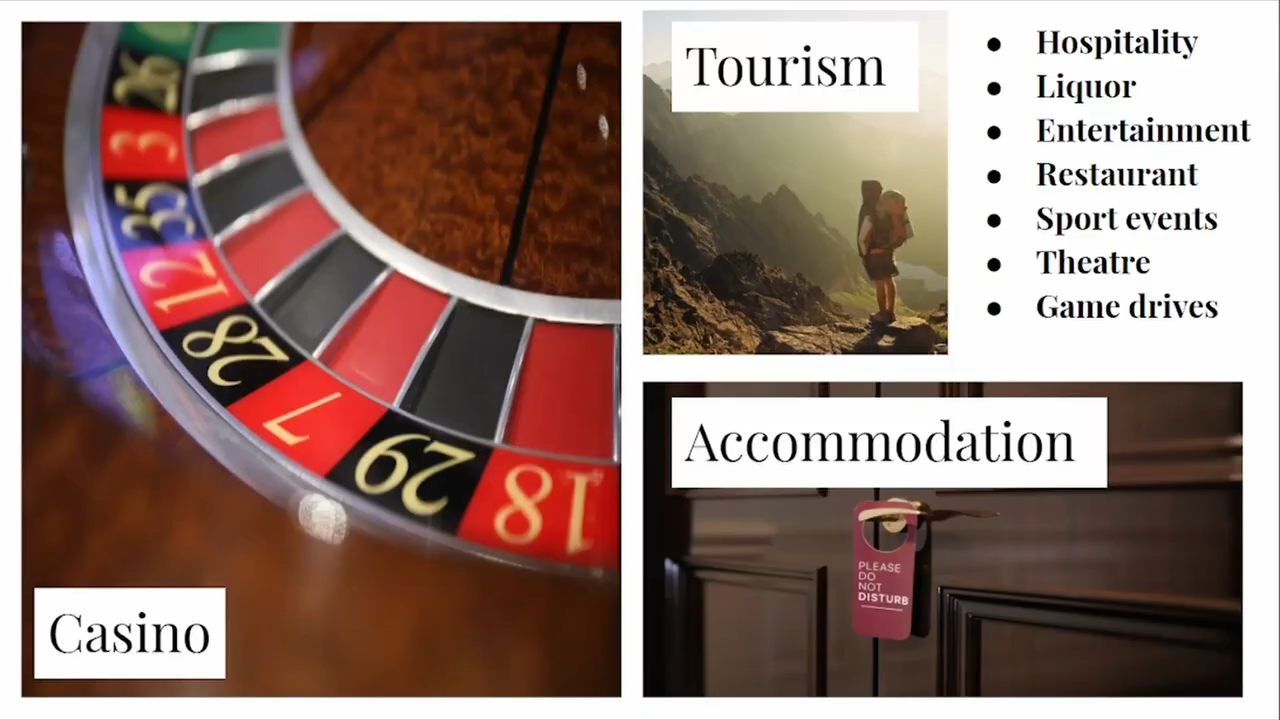 26
3
35
12
28
7
29
18
Casino
Tourism
● Hospitality
● Liquor
● Entertainment
● Restaurant
● Sport events
● Theatre
● Game drives
Accommodation
PLEASE
DO
NOT
DISTURB